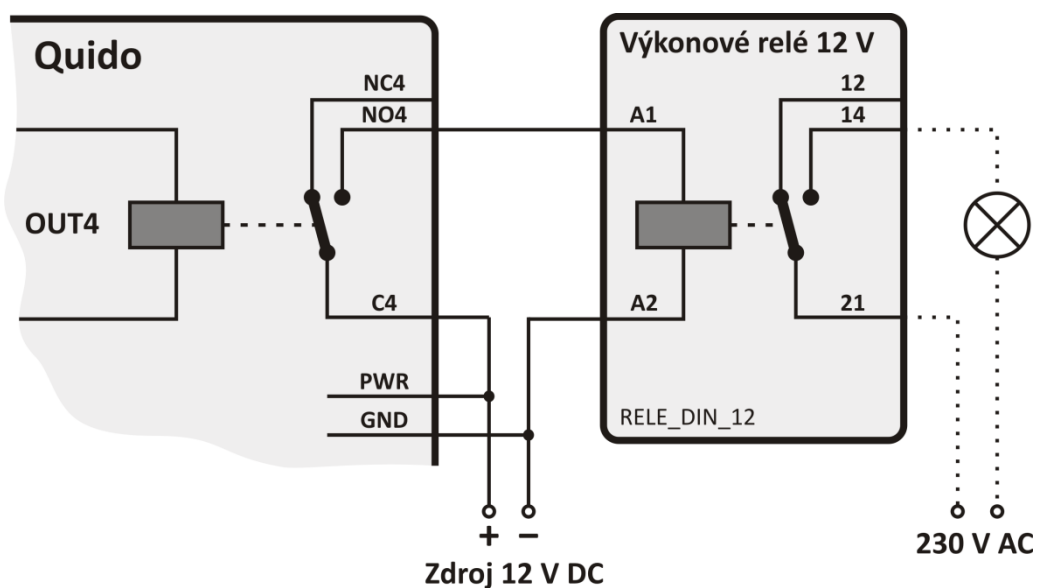 Quido
NC4
NO4
OUT4
C4
PWR
GND
Výkonové relé 12 V
12
14
A1
A2
21
RELE_DIN_12
+ −
Zdroj 12 V DC
230 V AC